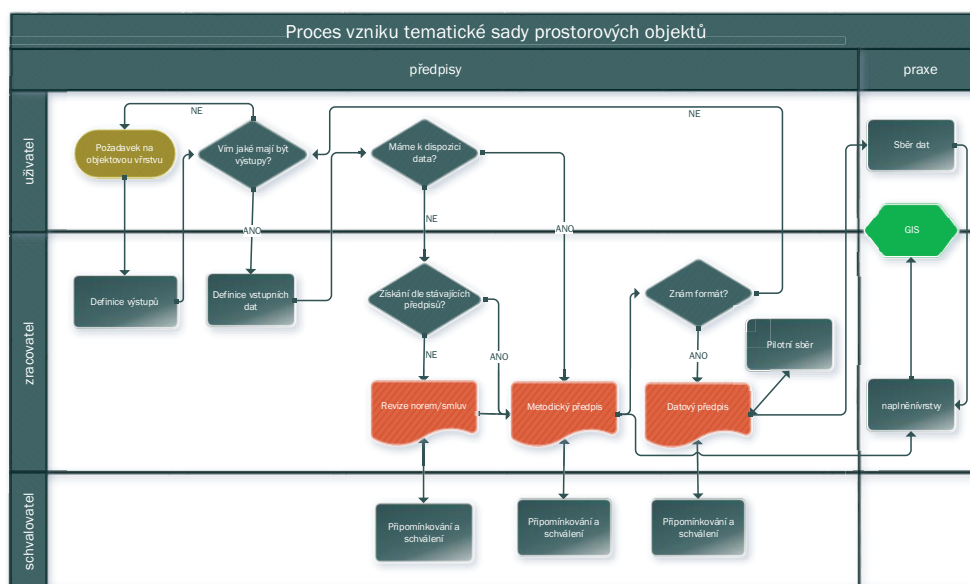 Proces vzniku tematické sady prostorových objektů
předpisy
praxe
uživatel
NE
Požadavek na
objektovou vřrstvu
Vím jaké mají být
výstupy?
Máme k dispozici
data?
NE
Sběr dat
ANO
NE
ANO
GIS
zracovatel
Definice výstupů
Definice vstupních
dat
Získání dle stávajících
předpisů?
Znám formát?
NE
ANO
ANO
Pilotní sběr
Revize norem/smluv
Metodický předpis
Datový předpis
naplněnívrstvy
schvalovatel
Připomínkování a
schválení
Připomínkování a
schválení
Připomínkování a
schválení